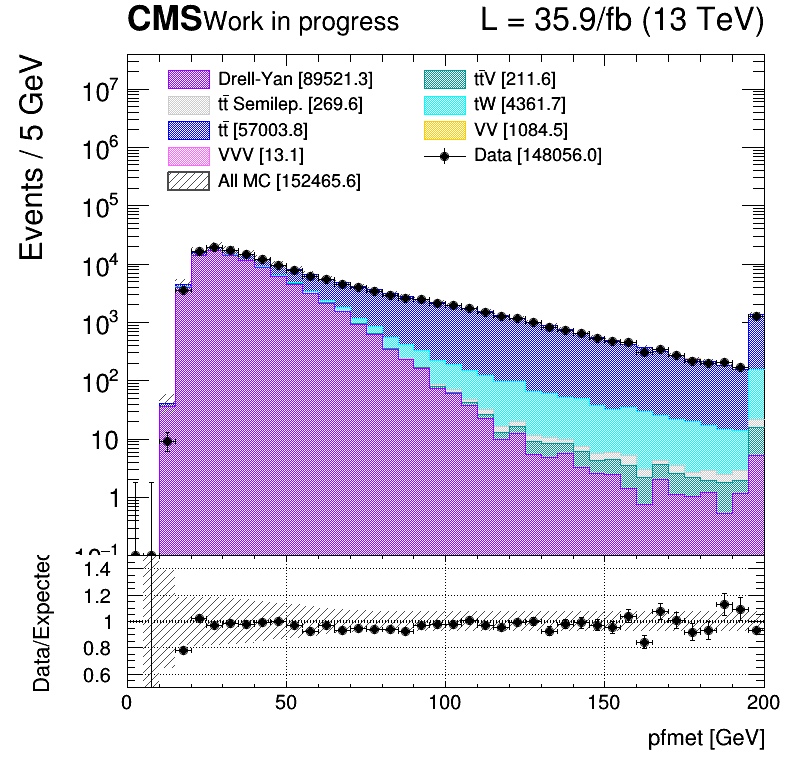 CMS Work in progress L = 35.9/fb (13 TeV)
Events / 5 GeV
Drell-Yan [89521.3]
tt̄ Semilep. [269.6]
tt̄ [57003.8]
VVV [13.1]
All MC [152465.6]
tt̄V [211.6]
tW [4361.7]
VV [1084.5]
Data [148056.0]
10⁷
10⁶
10⁵
10⁴
10³
10²
10
1
10⁻¹
Data/Expected
1.4
1.2
1
0.8
0.6
0 50 100 150 200
pfmet [GeV]